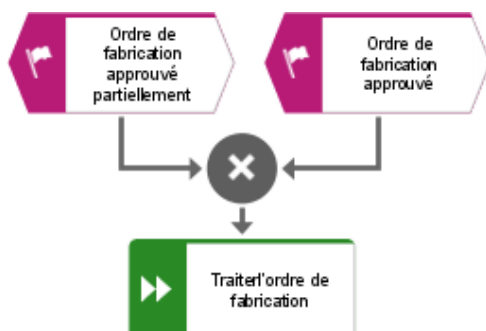 Ordre de
fabrication
approuvé
partiellement
Ordre de
fabrication
approuvé
Traiterl'ordre de
fabrication